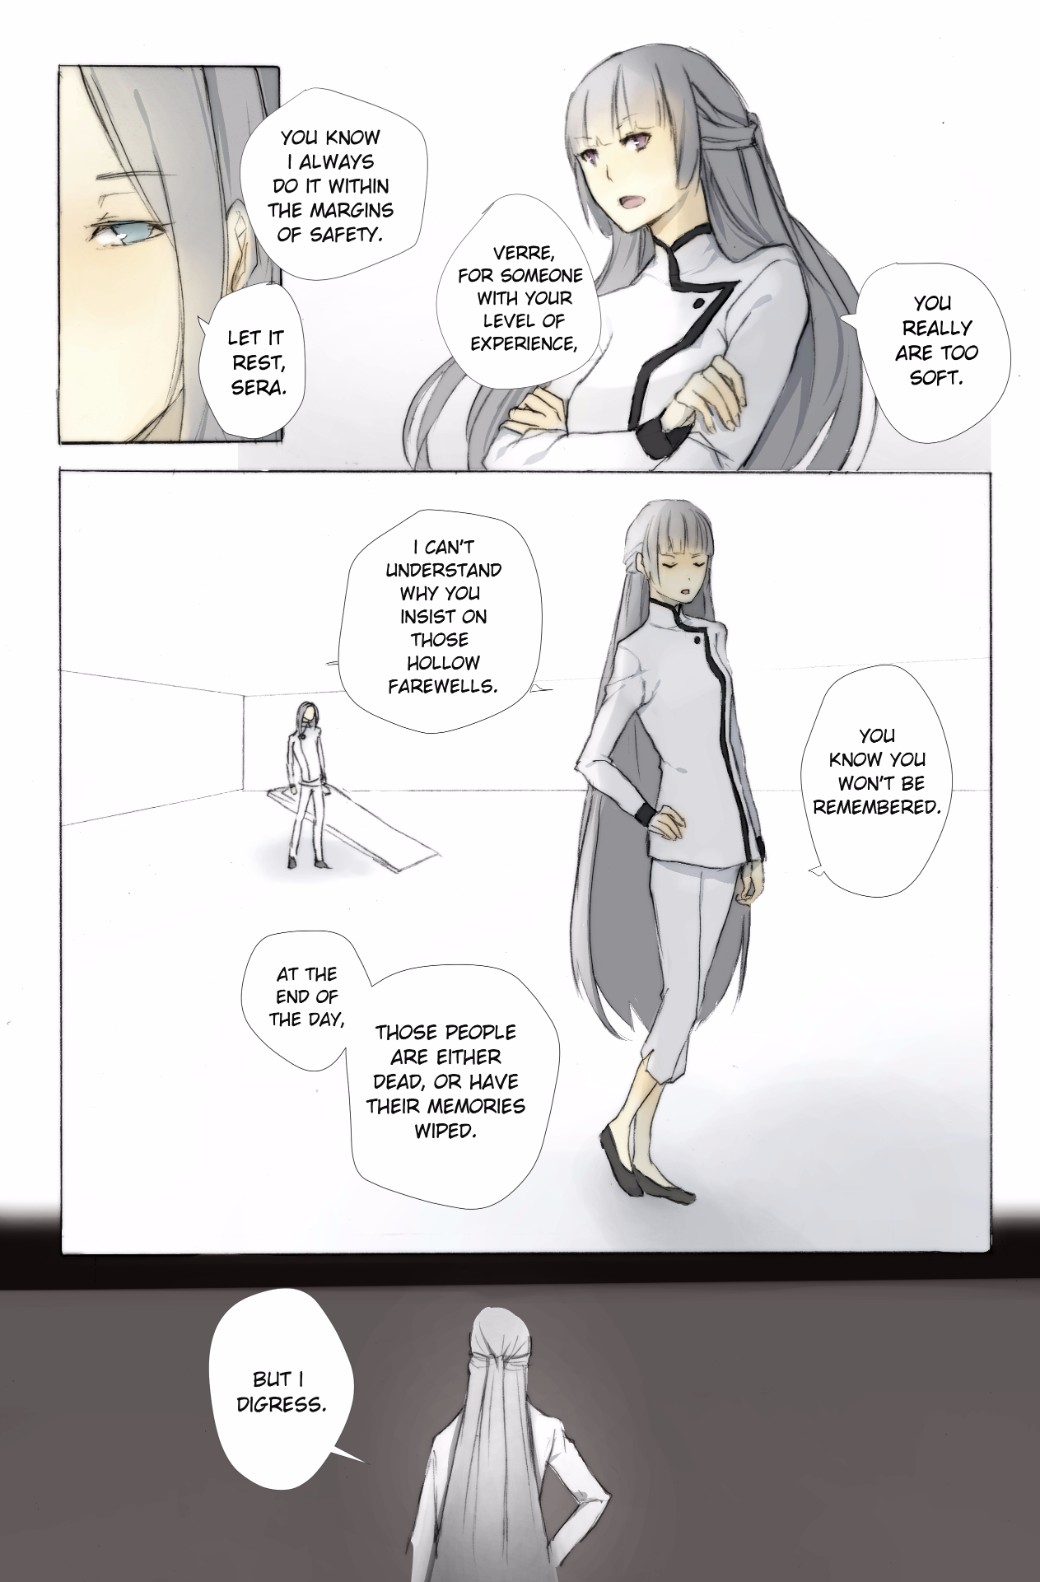 YOU KNOW
I ALWAYS
DO IT WITHIN
THE MARGINS
OF SAFETY.
LET IT
REST,
SERA.
VERRE,
FOR SOMEONE
WITH YOUR
LEVEL OF
EXPERIENCE,
YOU
REALLY
ARE TOO
SOFT.
I CAN'T
UNDERSTAND
WHY YOU
INSIST ON
THOSE
HOLLOW
FAREWELLS.
YOU
KNOW YOU
WON'T BE
REMEMBERED.
AT THE
END OF
THE DAY,
THOSE PEOPLE
ARE EITHER
DEAD, OR HAVE
THEIR MEMORIES
WIPED.
BUT I
DIGRESS.